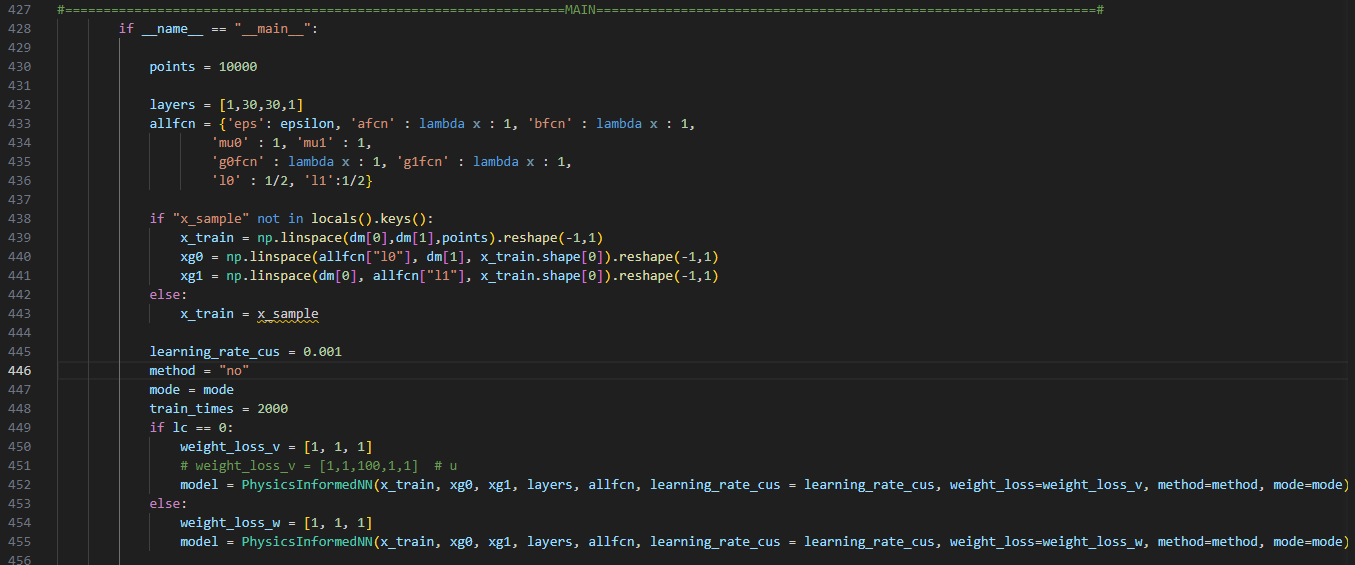 427 #=================================================================MAIN=================================================================#
428 if __name__ == "__main__":
429
430 points = 10000
431
432 layers = [1,30,30,1]
433 allfcn = {'eps': epsilon, 'afcn' : lambda x : 1, 'bfcn' : lambda x : 1,
434 'mu0' : 1, 'mu1' : 1,
435 'g0fcn' : lambda x : 1, 'g1fcn' : lambda x : 1,
436 'l0' : 1/2, 'l1':1/2}
437
438 if "x_sample" not in locals().keys():
439 x_train = np.linspace(dm[0],dm[1],points).reshape(-1,1)
440 xg0 = np.linspace(allfcn["l0"], dm[1], x_train.shape[0]).reshape(-1,1)
441 xg1 = np.linspace(dm[0], allfcn["l1"], x_train.shape[0]).reshape(-1,1)
442 else:
443 x_train = x_sample
444
445 learning_rate_cus = 0.001
446 method = "no"
447 mode = mode
448 train_times = 2000
449 if lc == 0:
450 weight_loss_v = [1, 1, 1]
451 # weight_loss_v = [1,1,100,1,1]  # u
452 model = PhysicsInformedNN(x_train, xg0, xg1, layers, allfcn, learning_rate_cus = learning_rate_cus, weight_loss=weight_loss_v, method=method, mode=mode)
453 else:
454 weight_loss_w = [1, 1, 1]
455 model = PhysicsInformedNN(x_train, xg0, xg1, layers, allfcn, learning_rate_cus = learning_rate_cus, weight_loss=weight_loss_w, method=method, mode=mode)
456